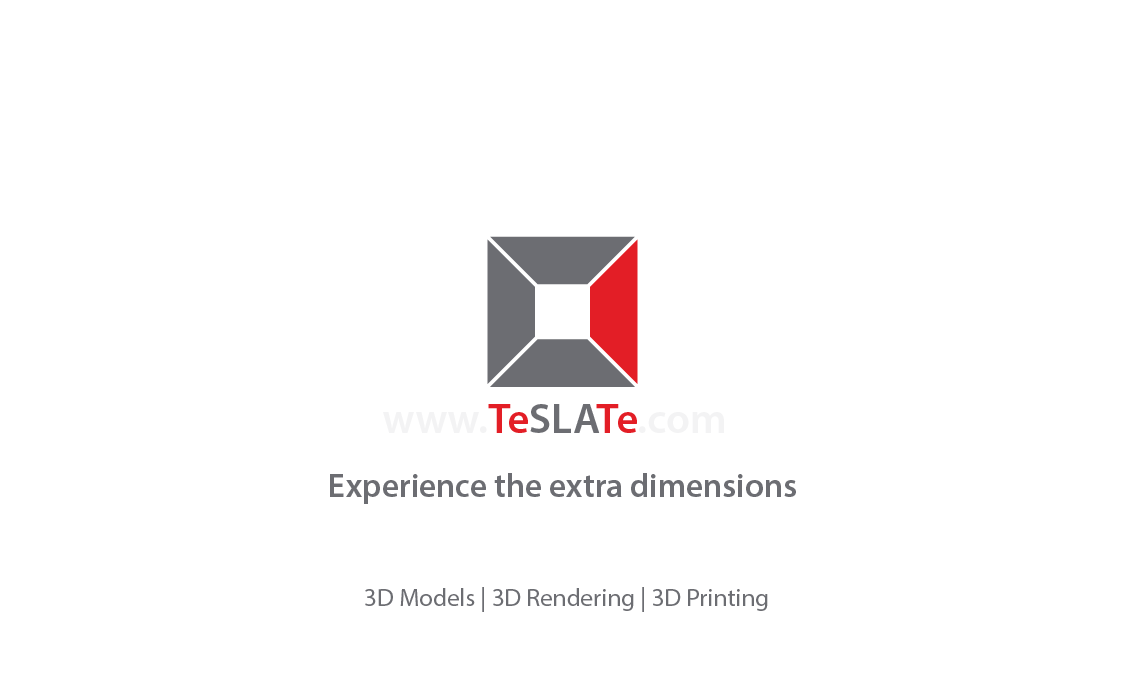 www.TeSLATe.com
Experience the extra dimensions
3D Models | 3D Rendering | 3D Printing